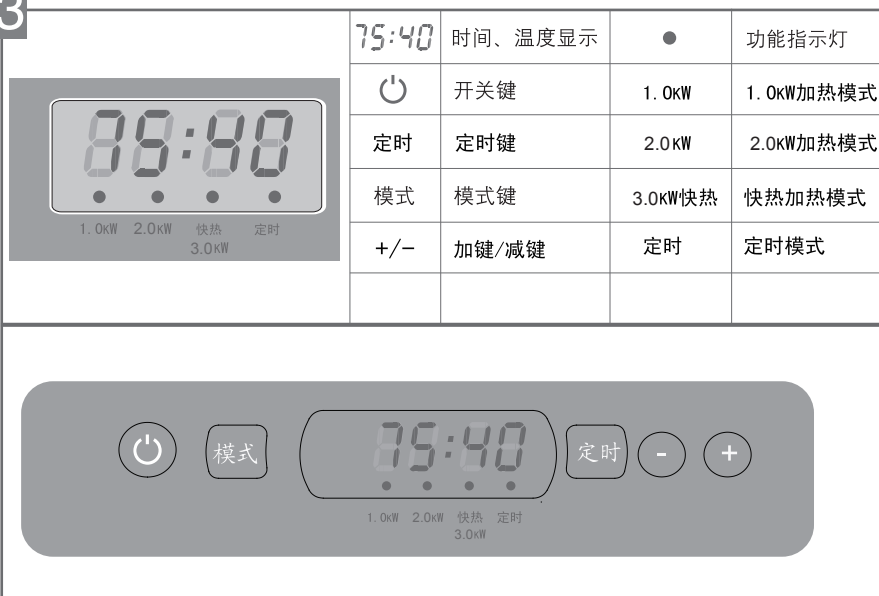 3
75:40 时间、温度显示 ● 功能指示灯
开关键 1.0KW 1.0KW加热模式
定时 定时键 2.0KW 2.0KW加热模式
模式 模式键 3.0KW快热 快热加热模式
+/− 加键/减键 定时 定时模式
75:40
1.0KW 2.0KW 快热 定时
3.0KW
模式 75:40 定时 - +
1.0KW 2.0KW 快热 定时
3.0KW